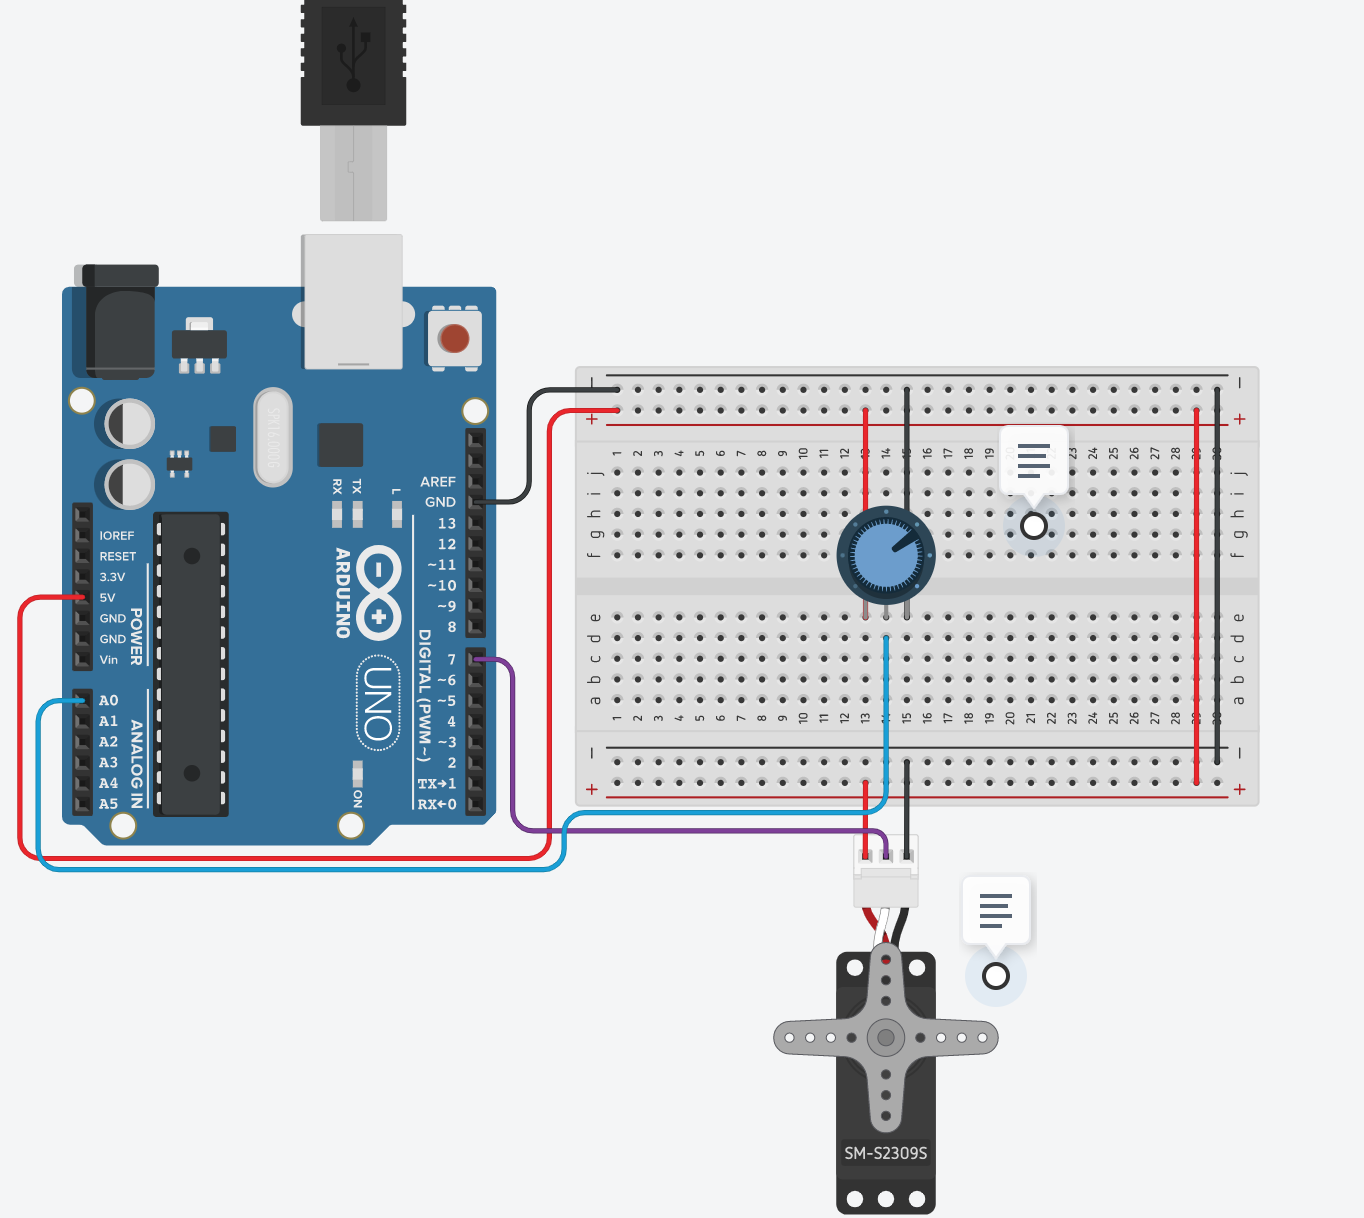 SPK16.000G
RX
TX
L
AREF
GND
13
12
~11
~10
~9
8
7
~6
~5
4
~3
2
TX→1
RX←0
DIGITAL (PWM~)
IOREF
RESET
3.3V
5V
GND
GND
Vin
POWER
A0
A1
A2
A3
A4
A5
ANALOG IN
ARDUINO
UNO
ON
− −
+ +
1 2 3 4 5 6 7 8 9 10 11 12 13 14 15 16 17 18 19 20 21 22 23 24 25 26 27 28 29 30
j j
i i
h h
g g
f f
e e
d d
c c
b b
a a
1 2 3 4 5 6 7 8 9 10 11 12 13 14 15 16 17 18 19 20 21 22 23 24 25 26 27 28 29 30
− −
+ +
SM-S2309S